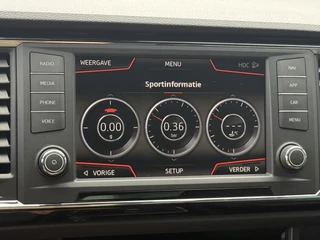 WEERGAVE MENU HDC
RADIO
MEDIA
PHONE
VOICE
Sportinformatie
0.00
g
0.36
bar
---
°C
NAV
APP
CAR
MENU
VORIGE SETUP VERDER